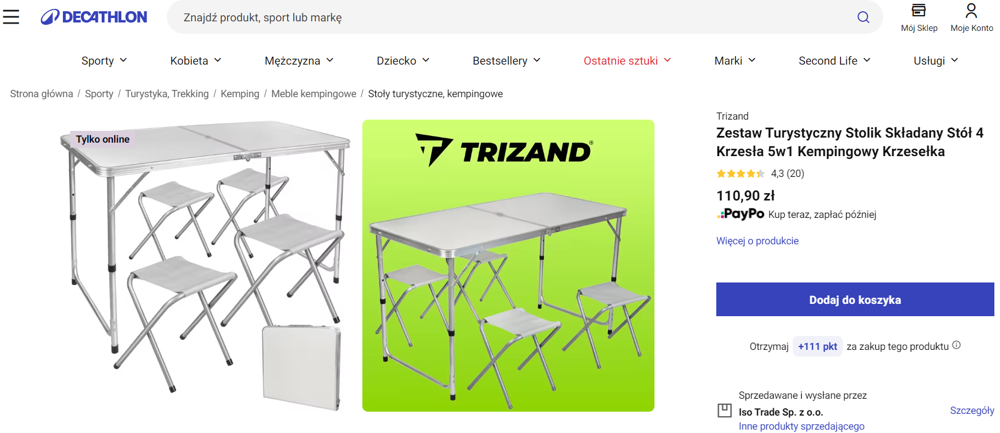 DECATHLON
Znajdź produkt, sport lub markę
Mój Sklep
Moje Konto
Sporty
Kobieta
Mężczyzna
Dziecko
Bestsellery
Ostatnie sztuki
Marki
Second Life
Usługi
Strona główna / Sporty / Turystyka, Trekking / Kemping / Meble kempingowe / Stoły turystyczne, kempingowe
Tylko online
TRIZAND®
Trizand
Zestaw Turystyczny Stolik Składany Stół 4
Krzesła 5w1 Kempingowy Krzesełka
4,3 (20)
110,90 zł
PayPo Kup teraz, zapłać później
Więcej o produkcie
Dodaj do koszyka
Otrzymaj +111 pkt za zakup tego produktu
Sprzedawane i wysłane przez
Iso Trade Sp. z o.o.
Szczegóły
Inne produkty sprzedającego